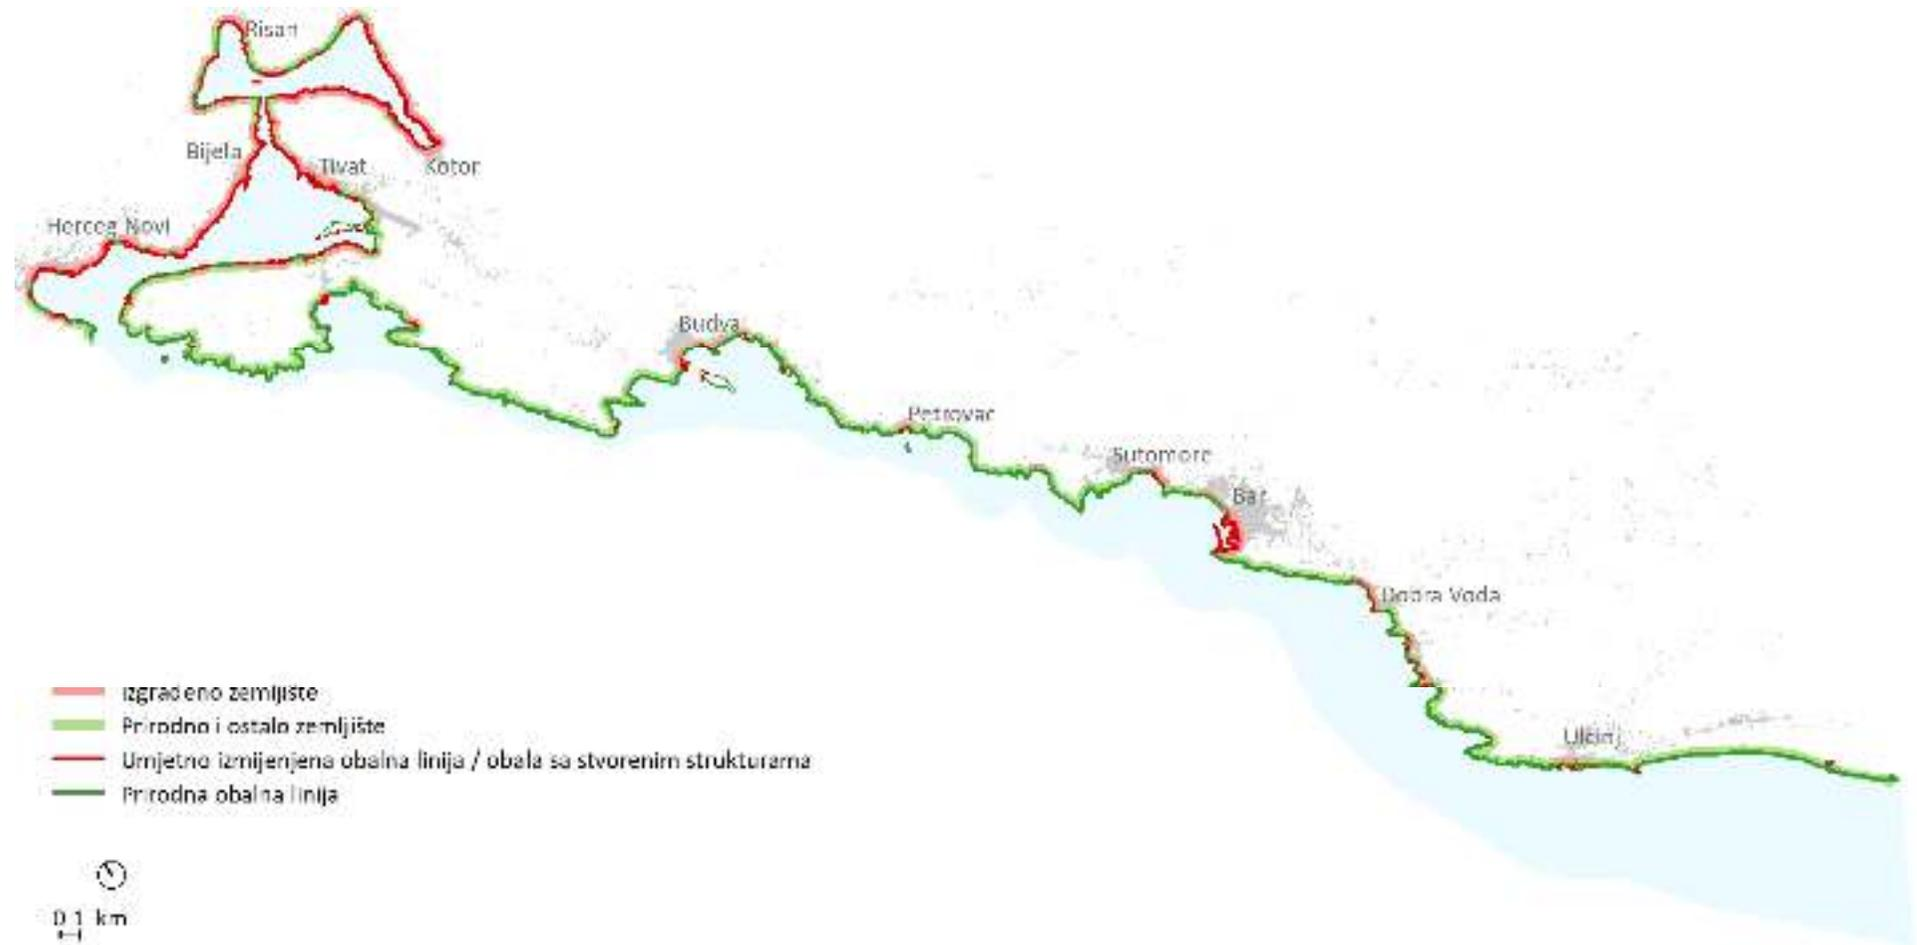 Risan
Bijela
Tivat
Kotor
Herceg Novi
Budva
Petrovac
Sutomore
Bar
Dobra Voda
Ulcinj
Izgrađeno zemljište
Prirodno i ostalo zemljište
Umjetno izmijenjena obalna linija / obala sa stvorenim strukturama
Prirodna obalna linija
0 1 km